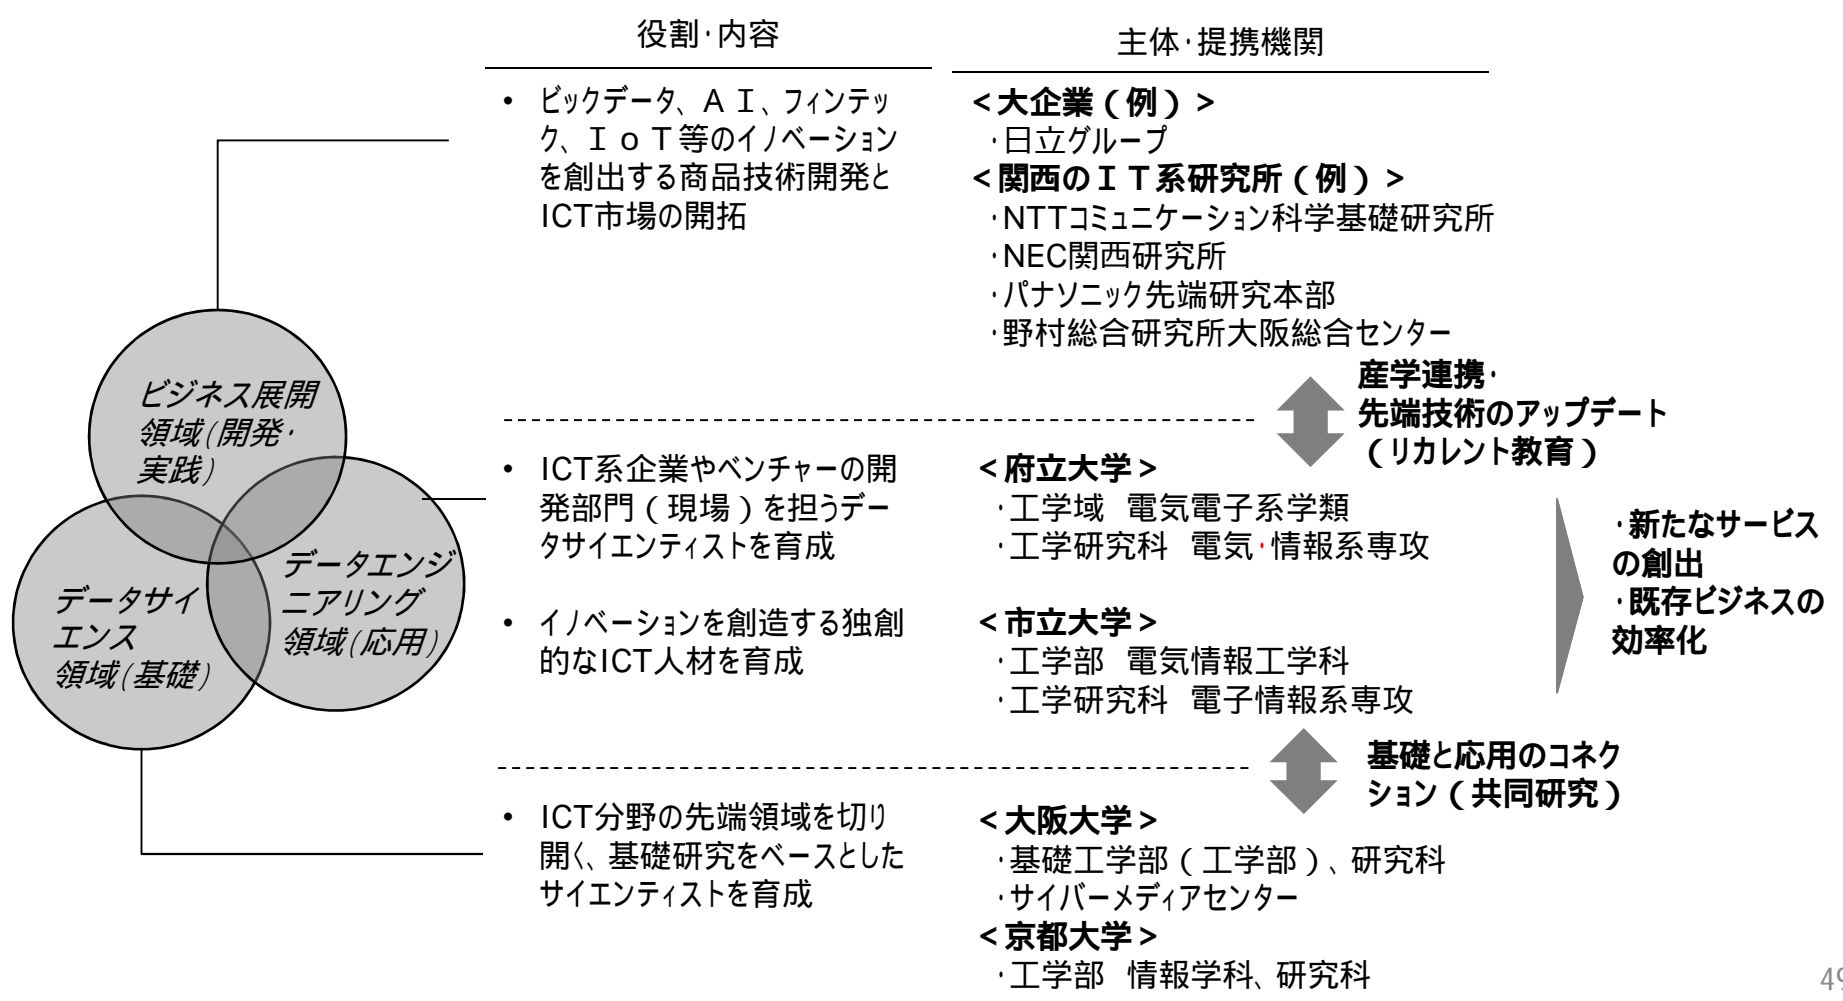 役割・内容
主体・提携機関
• ビックデータ、ＡＩ、フィンテッ
ク、ＩｏＴ等のイノベーション
を創出する商品技術開発と
ICT市場の開拓
<大企業（例）>
・日立グループ
<関西のＩＴ系研究所（例）>
・NTTコミュニケーション科学基礎研究所
・NEC関西研究所
・パナソニック先端研究本部
・野村総合研究所大阪総合センター
産学連携・
先端技術のアップデート
（リカレント教育）
ビジネス展開
領域(開発・
実践)
データエンジ
ニアリング
領域(応用)
データサイ
エンス
領域(基礎)
• ICT系企業やベンチャーの開
発部門（現場）を担うデー
タサイエンティストを育成
• イノベーションを創造する独創
的なICT人材を育成
<府立大学>
・工学域　電気電子系学類
・工学研究科　電気・情報系専攻
<市立大学>
・工学部　電気情報工学科
・工学研究科　電子情報系専攻
・新たなサービス
の創出
・既存ビジネスの
効率化
基礎と応用のコネク
ション（共同研究）
• ICT分野の先端領域を切り
開く、基礎研究をベースとした
サイエンティストを育成
<大阪大学>
・基礎工学部（工学部）、研究科
・サイバーメディアセンター
<京都大学>
・工学部　情報学科、研究科
49